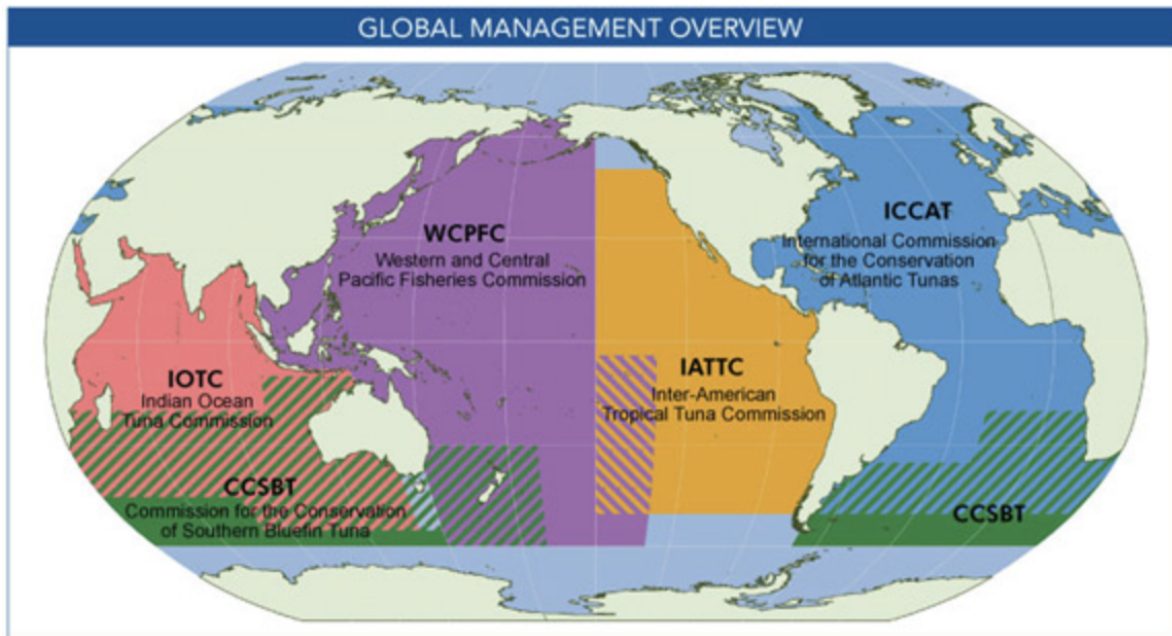 GLOBAL MANAGEMENT OVERVIEW
WCPFC
Western and Central
Pacific Fisheries Commission
ICCAT
International Commission
for the Conservation
of Atlantic Tunas
IOTC
Indian Ocean
Tuna Commission
IATTC
Inter-American
Tropical Tuna Commission
CCSBT
Commission for the Conservation
of Southern Bluefin Tuna
CCSBT